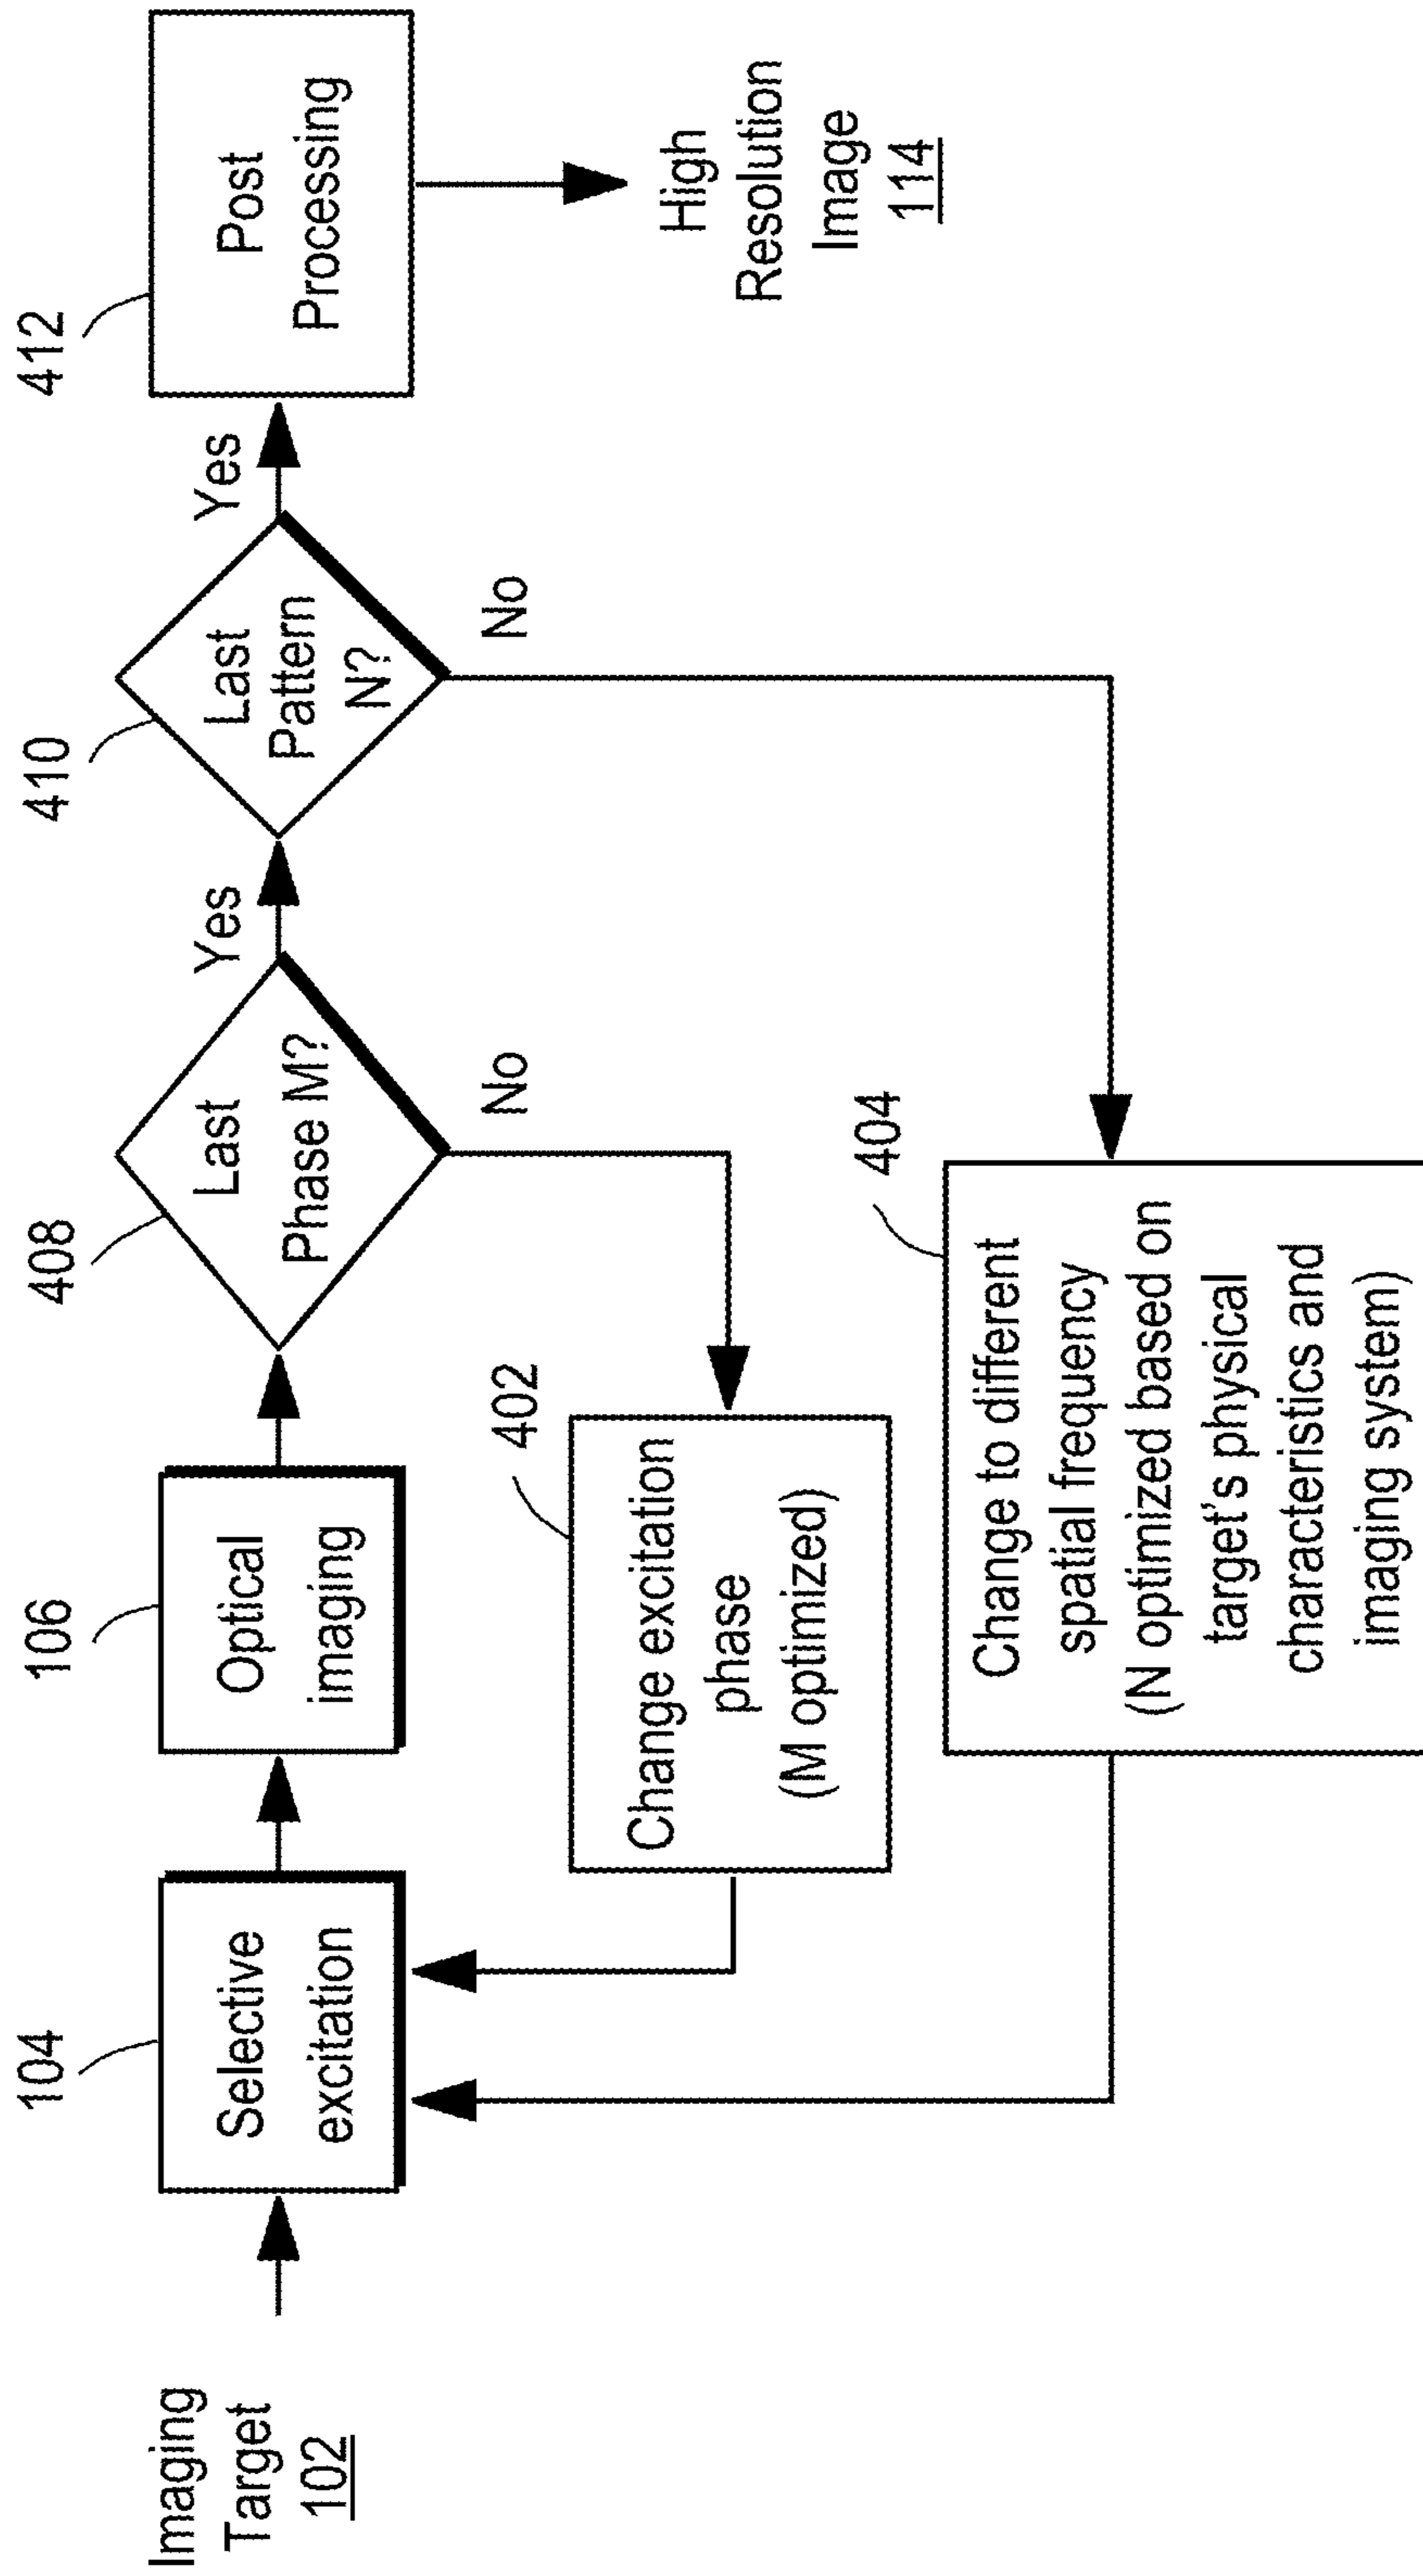 Imaging
Target
102
104
Selective
excitation
106
Optical
imaging
408
Last
Phase M?
Yes
No
410
Last
Pattern
N?
Yes
No
412
Post
Processing
High
Resolution
Image
114
402
Change excitation
phase
(M optimized)
404
Change to different
spatial frequency
(N optimized based on
target's physical
characteristics and
imaging system)